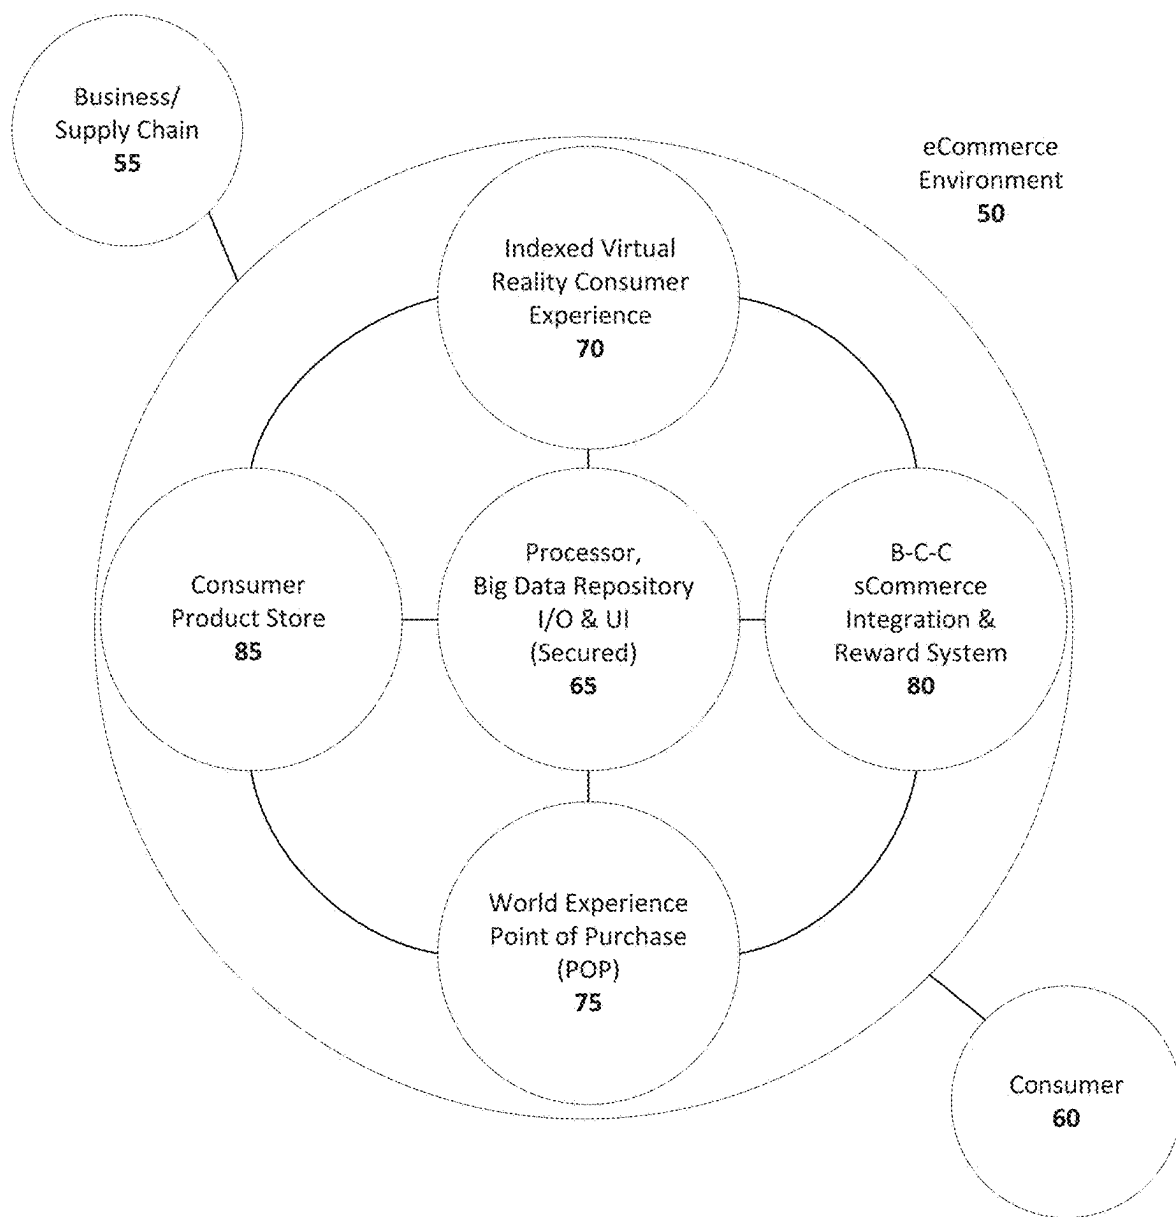 Business/
Supply Chain
55
eCommerce
Environment
50
Indexed Virtual
Reality Consumer
Experience
70
Consumer
Product Store
85
Processor,
Big Data Repository
I/O & UI
(Secured)
65
B-C-C
sCommerce
Integration &
Reward System
80
World Experience
Point of Purchase
(POP)
75
Consumer
60